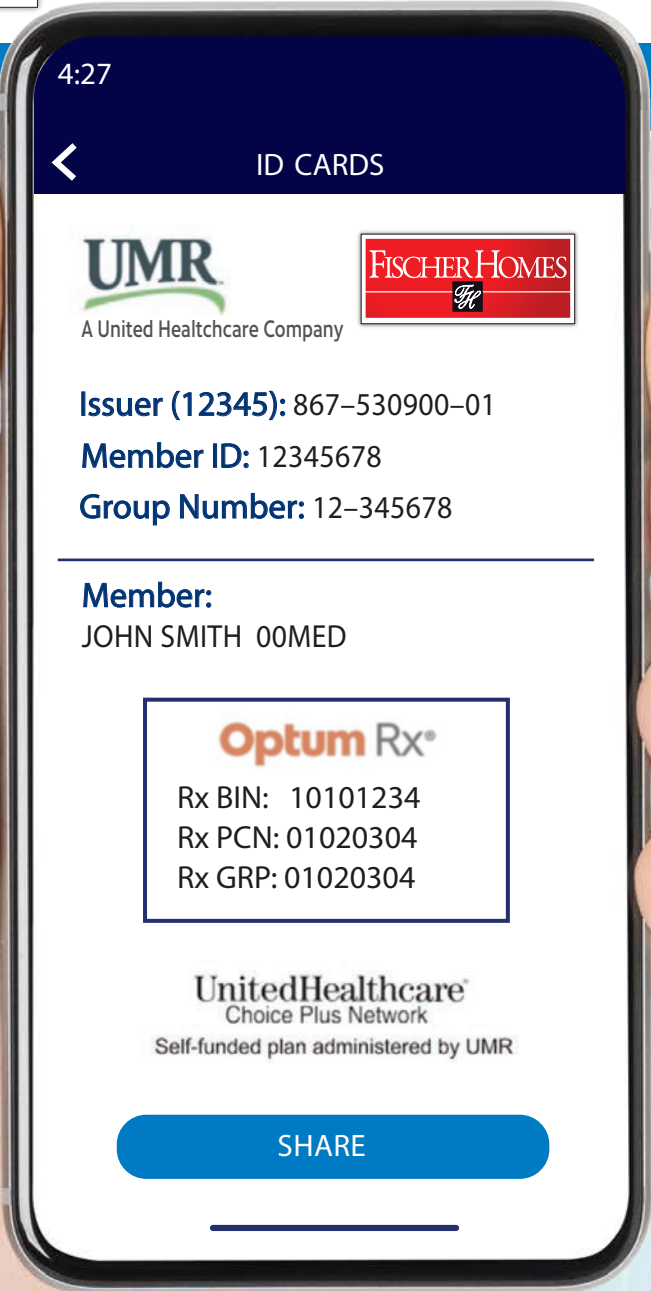 4:27
ID CARDS
UMR
A United Healtchcare Company
FISCHER HOMES
FH
Issuer (12345): 867–530900–01
Member ID: 12345678
Group Number: 12–345678
Member:
JOHN SMITH 00MED
Optum Rx®
Rx BIN: 10101234
Rx PCN: 01020304
Rx GRP: 01020304
UnitedHealthcare
Choice Plus Network
Self-funded plan administered by UMR
SHARE